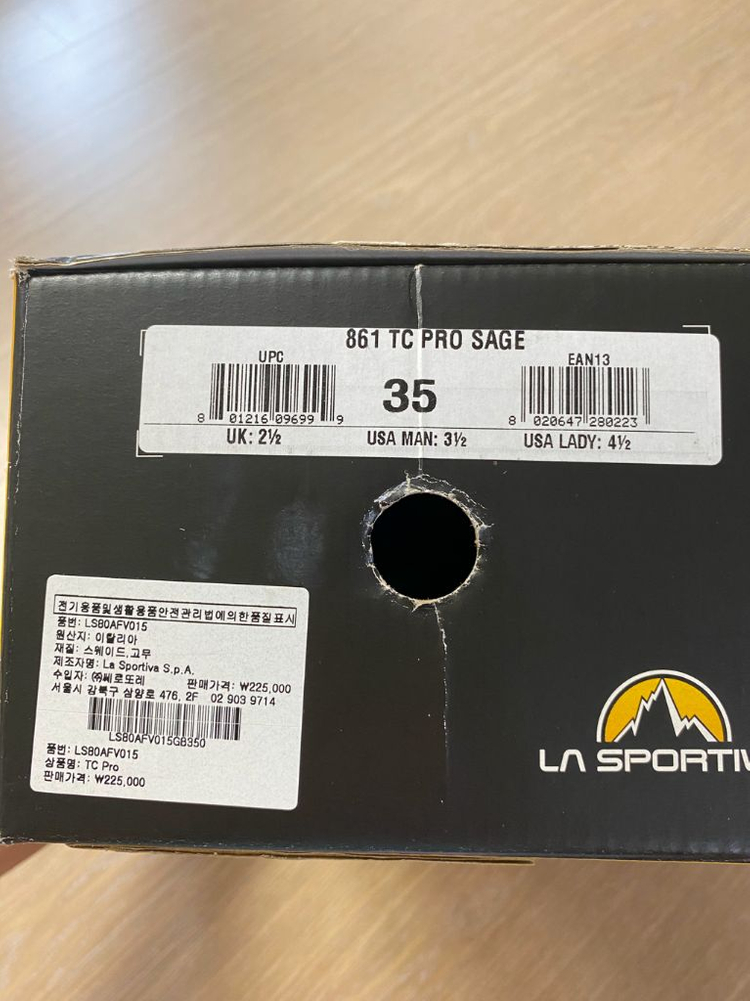 861 TC PRO SAGE
UPC
EAN13
35
8 01216 09699 9
8 020647 280223
UK: 2½
USA MAN: 3½
USA LADY: 4½
전기용품및생활용품안전관리법에의한품질표시
품번: LS80AFV015
원산지: 이탈리아
재질: 스웨이드,고무
제조자명: La Sportiva S.p.A.
수입자: ㈜쎄로또레 판매가격: ₩225,000
서울시 강북구 삼양로 476, 2F 02 903 9714
LS80AFV015GB350
품번: LS80AFV015
상품명: TC Pro
판매가격: ₩225,000
LA SPORTIV